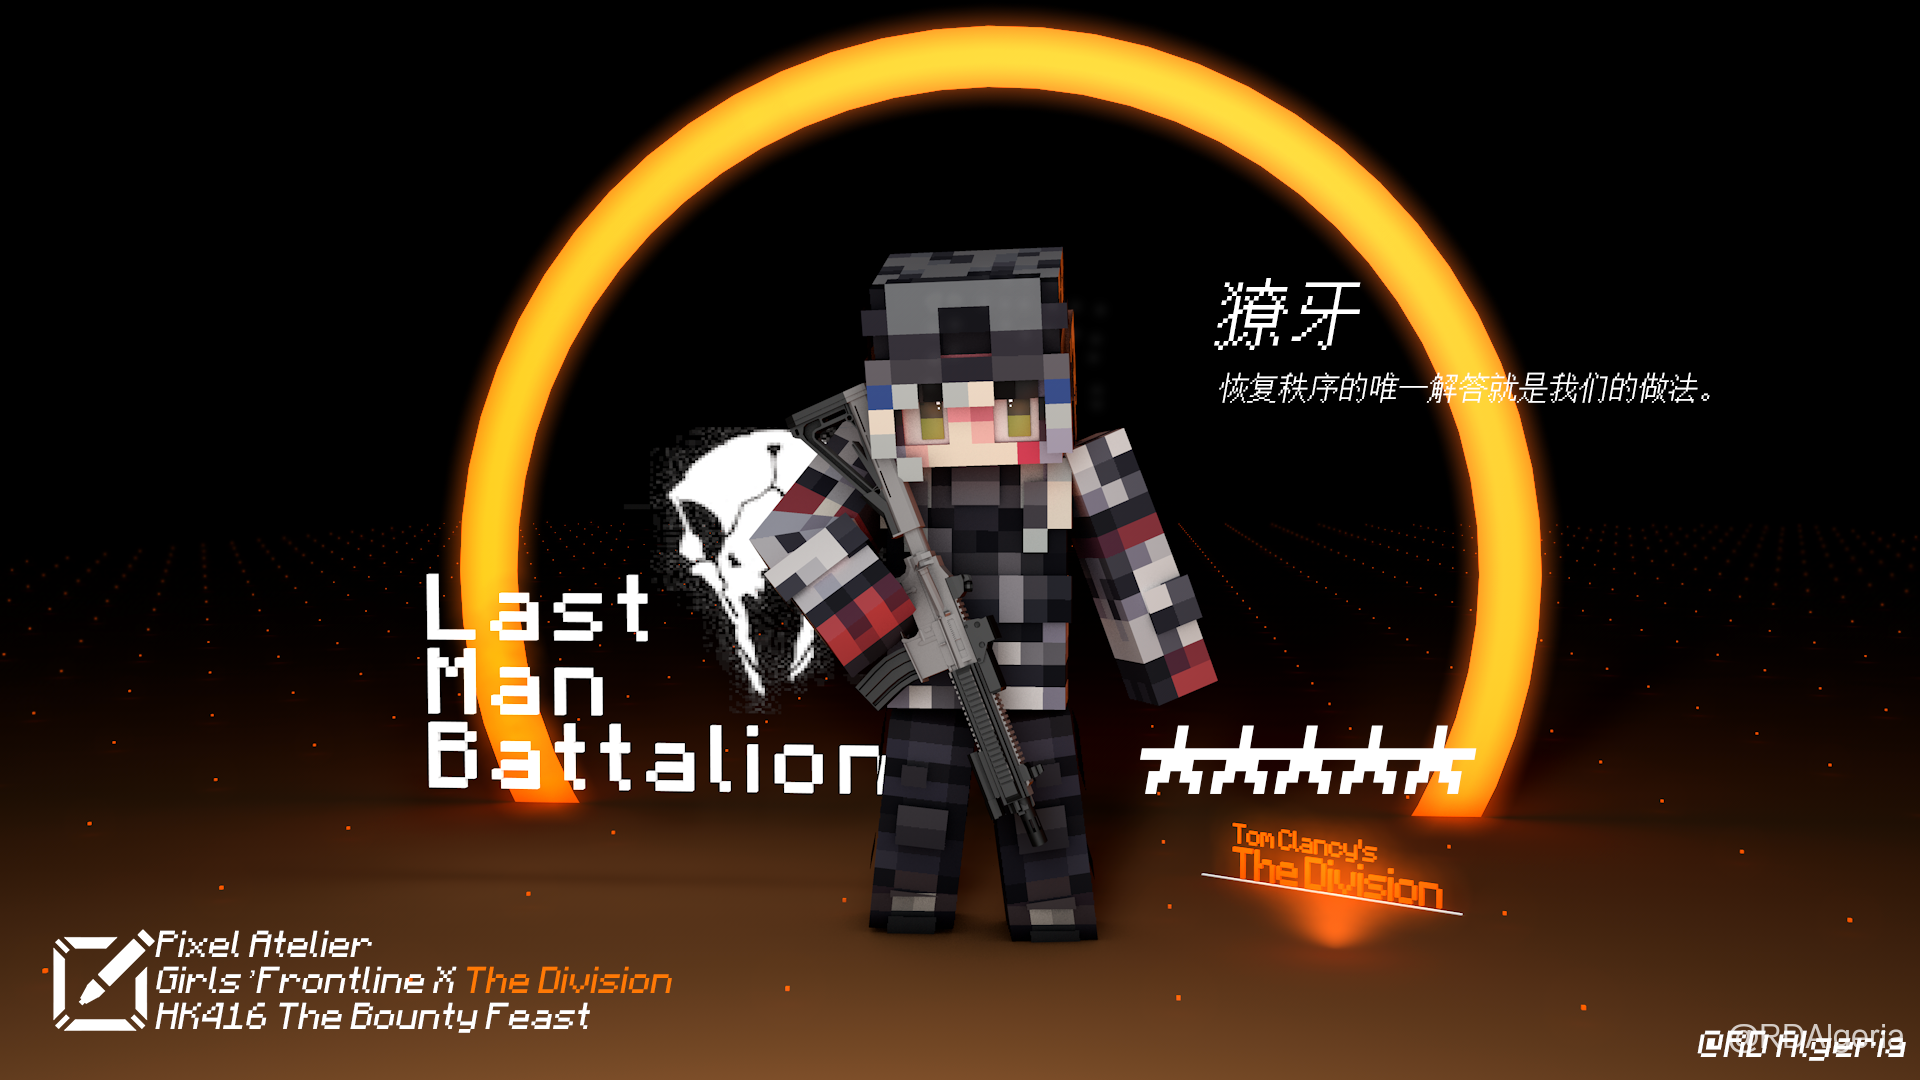 獠牙
恢复秩序的唯一解答就是我们的做法。
Last
Man
Battalion
Tom Clancy's
The Division
Pixel Atelier
Girls 'Frontline X The Division
HK416 The Bounty Feast
@RDAlgeria
@RDAlgeria